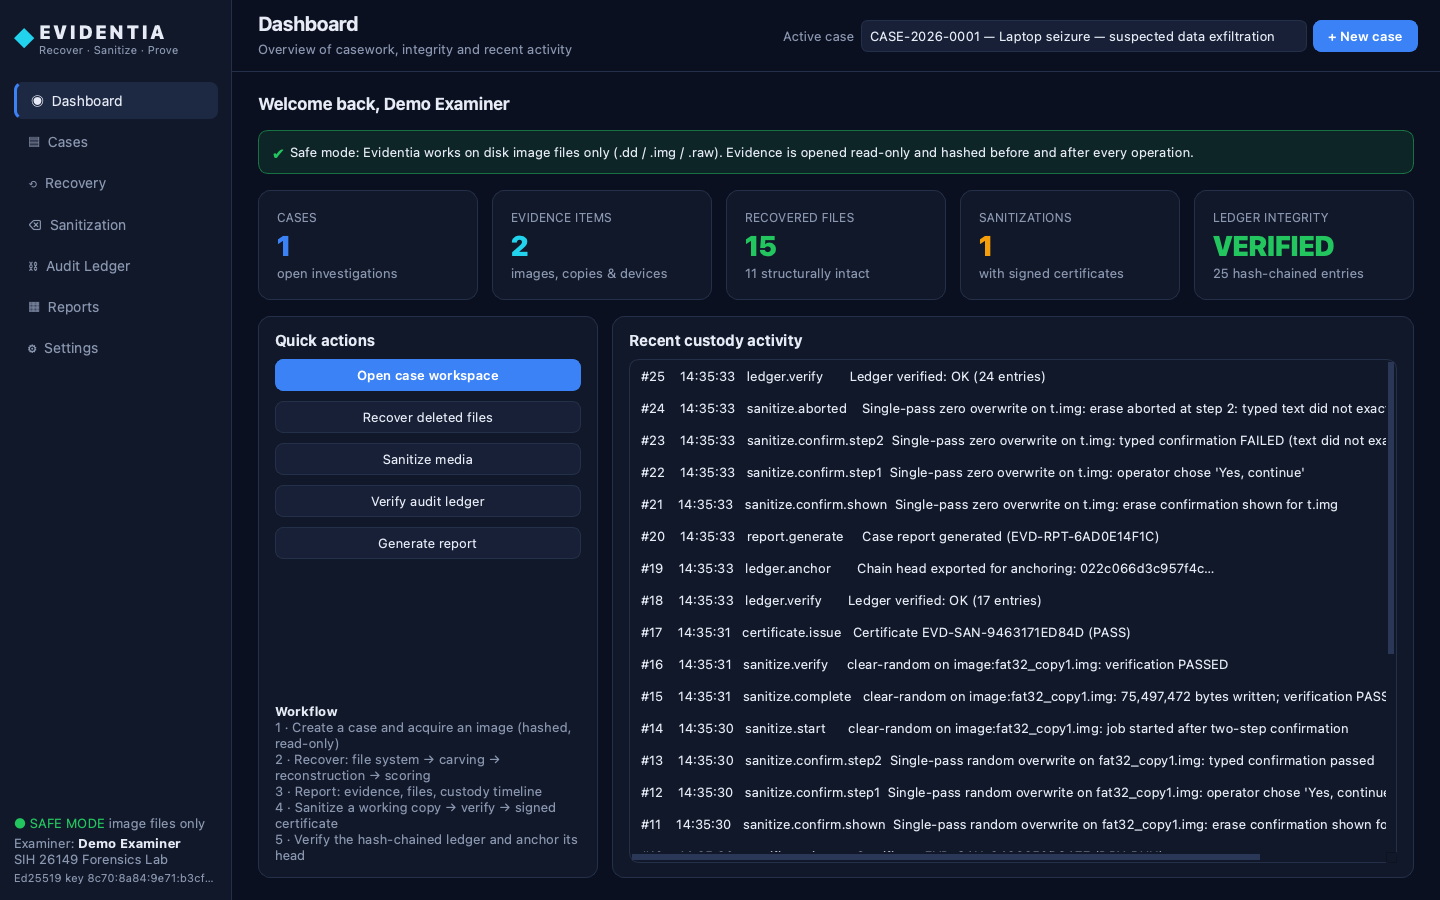 EVIDENTIA
Recover · Sanitize · Prove
Dashboard
Cases
Recovery
Sanitization
Audit Ledger
Reports
Settings
SAFE MODE image files only
Examiner: Demo Examiner
SIH 26149 Forensics Lab
Ed25519 key 8c70:8a84:9e71:b3cf...
Dashboard
Overview of casework, integrity and recent activity
Active case
CASE-2026-0001 — Laptop seizure — suspected data exfiltration
+ New case
Welcome back, Demo Examiner
✔ Safe mode: Evidentia works on disk image files only (.dd / .img / .raw). Evidence is opened read-only and hashed before and after every operation.
CASES
1
open investigations
EVIDENCE ITEMS
2
images, copies & devices
RECOVERED FILES
15
11 structurally intact
SANITIZATIONS
1
with signed certificates
LEDGER INTEGRITY
VERIFIED
25 hash-chained entries
Quick actions
Open case workspace
Recover deleted files
Sanitize media
Verify audit ledger
Generate report
Workflow
1 · Create a case and acquire an image (hashed,
read-only)
2 · Recover: file system → carving →
reconstruction → scoring
3 · Report: evidence, files, custody timeline
4 · Sanitize a working copy → verify → signed
certificate
5 · Verify the hash-chained ledger and anchor its
head
Recent custody activity
#25 14:35:33 ledger.verify Ledger verified: OK (24 entries)
#24 14:35:33 sanitize.aborted Single-pass zero overwrite on t.img: erase aborted at step 2: typed text did not exac
#23 14:35:33 sanitize.confirm.step2 Single-pass zero overwrite on t.img: typed confirmation FAILED (text did not exa
#22 14:35:33 sanitize.confirm.step1 Single-pass zero overwrite on t.img: operator chose 'Yes, continue'
#21 14:35:33 sanitize.confirm.shown Single-pass zero overwrite on t.img: erase confirmation shown for t.img
#20 14:35:33 report.generate Case report generated (EVD-RPT-6AD0E14F1C)
#19 14:35:33 ledger.anchor Chain head exported for anchoring: 022c066d3c957f4c...
#18 14:35:33 ledger.verify Ledger verified: OK (17 entries)
#17 14:35:31 certificate.issue Certificate EVD-SAN-9463171ED84D (PASS)
#16 14:35:31 sanitize.verify clear-random on image:fat32_copy1.img: verification PASSED
#15 14:35:31 sanitize.complete clear-random on image:fat32_copy1.img: 75,497,472 bytes written; verification PASS
#14 14:35:30 sanitize.start clear-random on image:fat32_copy1.img: job started after two-step confirmation
#13 14:35:30 sanitize.confirm.step2 Single-pass random overwrite on fat32_copy1.img: typed confirmation passed
#12 14:35:30 sanitize.confirm.step1 Single-pass random overwrite on fat32_copy1.img: operator chose 'Yes, continue
#11 14:35:30 sanitize.confirm.shown Single-pass random overwrite on fat32_copy1.img: erase confirmation shown fo